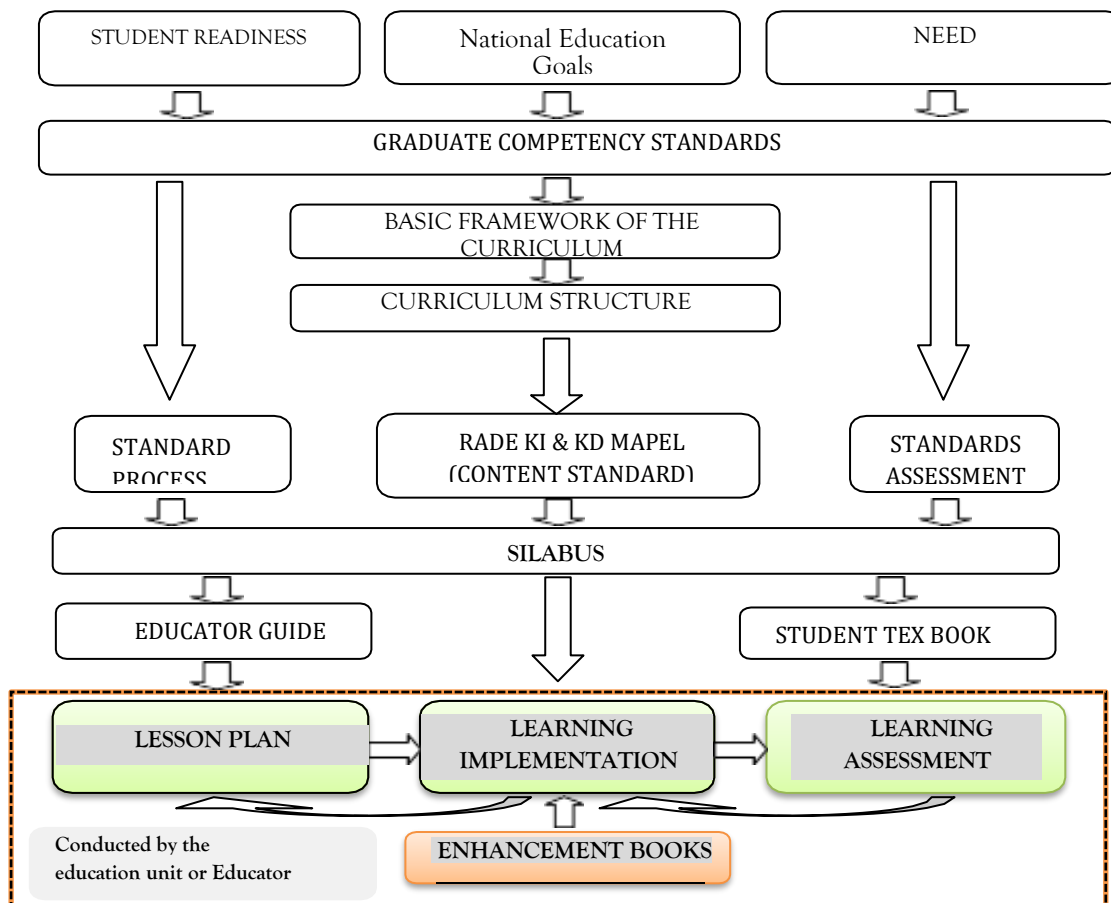 STUDENT READINESS
National Education
Goals
NEED
GRADUATE COMPETENCY STANDARDS
BASIC FRAMEWORK OF THE
CURRICULUM
CURRICULUM STRUCTURE
STANDARD
PROCESS
RADE KI & KD MAPEL
(CONTENT STANDARD)
STANDARDS
ASSESSMENT
SILABUS
EDUCATOR GUIDE
STUDENT TEX BOOK
LESSON PLAN
LEARNING
IMPLEMENTATION
LEARNING
ASSESSMENT
Conducted by the
education unit or Educator
ENHANCEMENT BOOKS